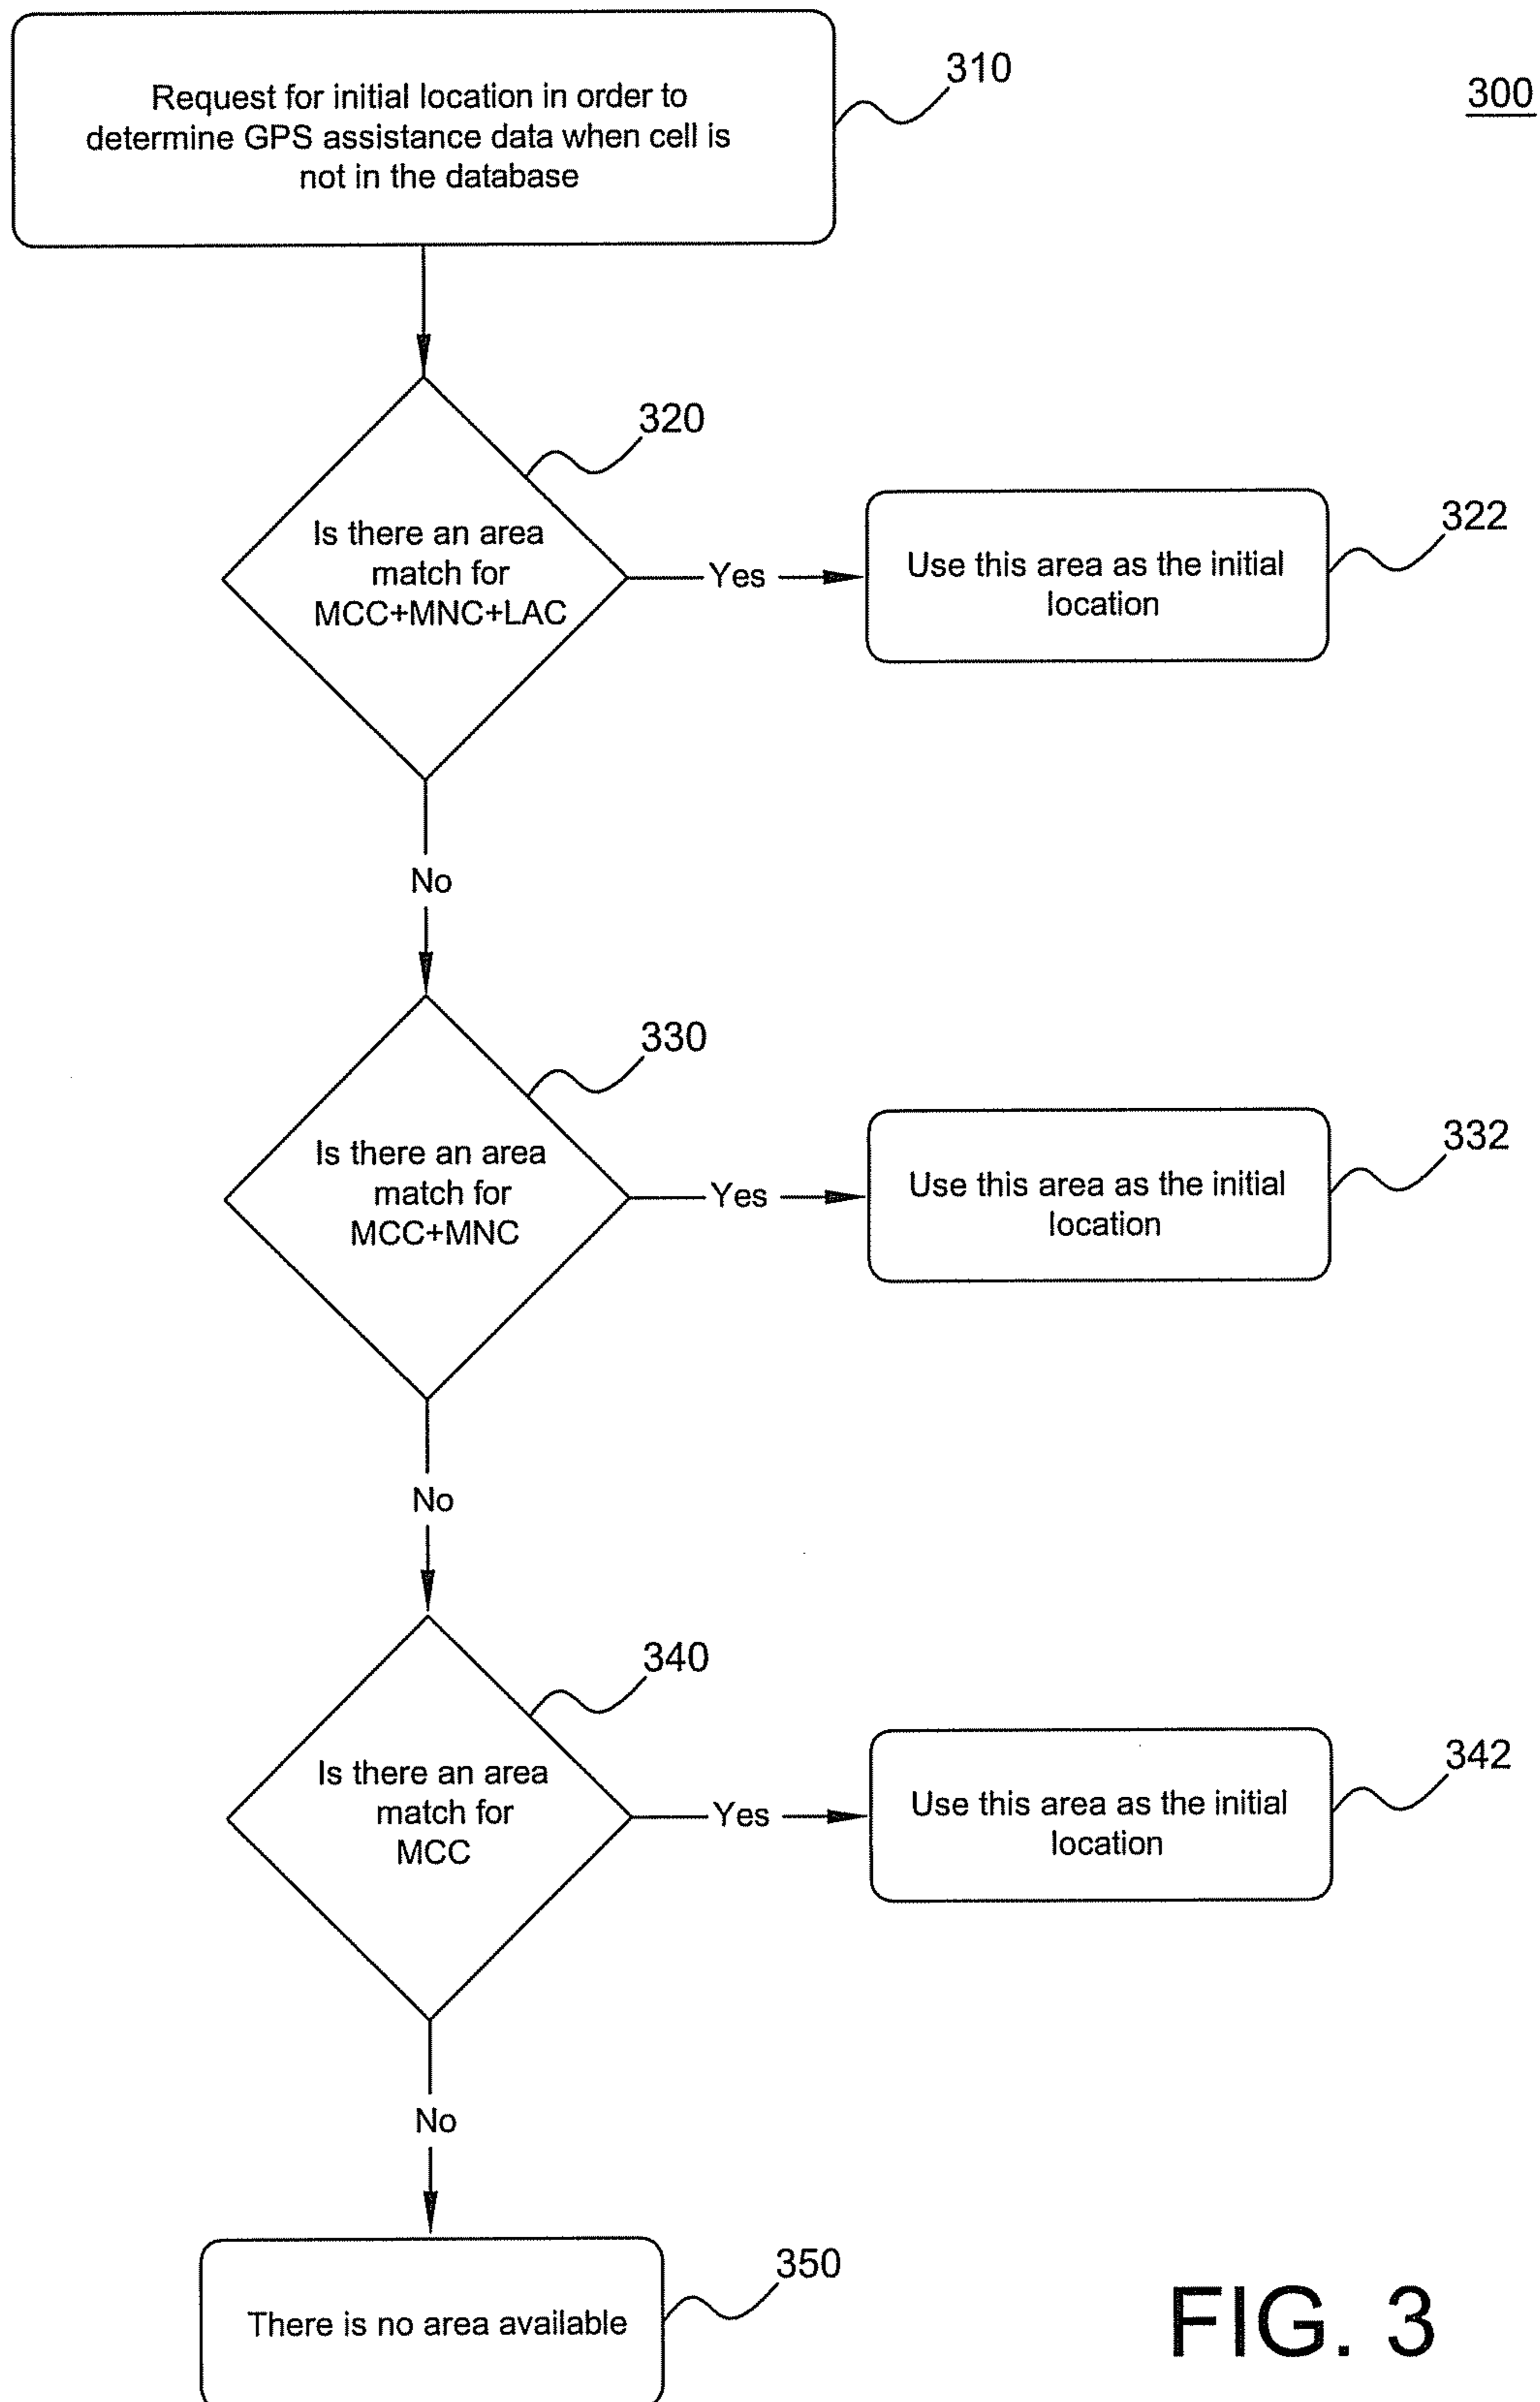 310
300
Request for initial location in order to
determine GPS assistance data when cell is
not in the database
320
Is there an area
match for
MCC+MNC+LAC
Yes
322
Use this area as the initial
location
No
330
Is there an area
match for
MCC+MNC
Yes
332
Use this area as the initial
location
No
340
Is there an area
match for
MCC
Yes
342
Use this area as the initial
location
No
350
There is no area available
FIG. 3